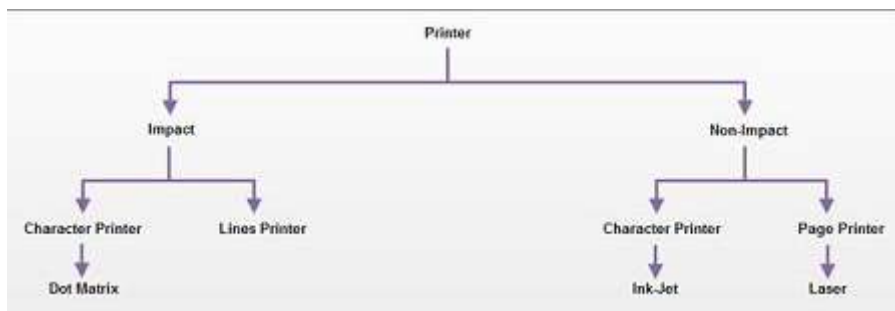 Printer
Impact
Non-Impact
Character Printer
Lines Printer
Character Printer
Page Printer
Dot Matrix
Ink-Jet
Laser